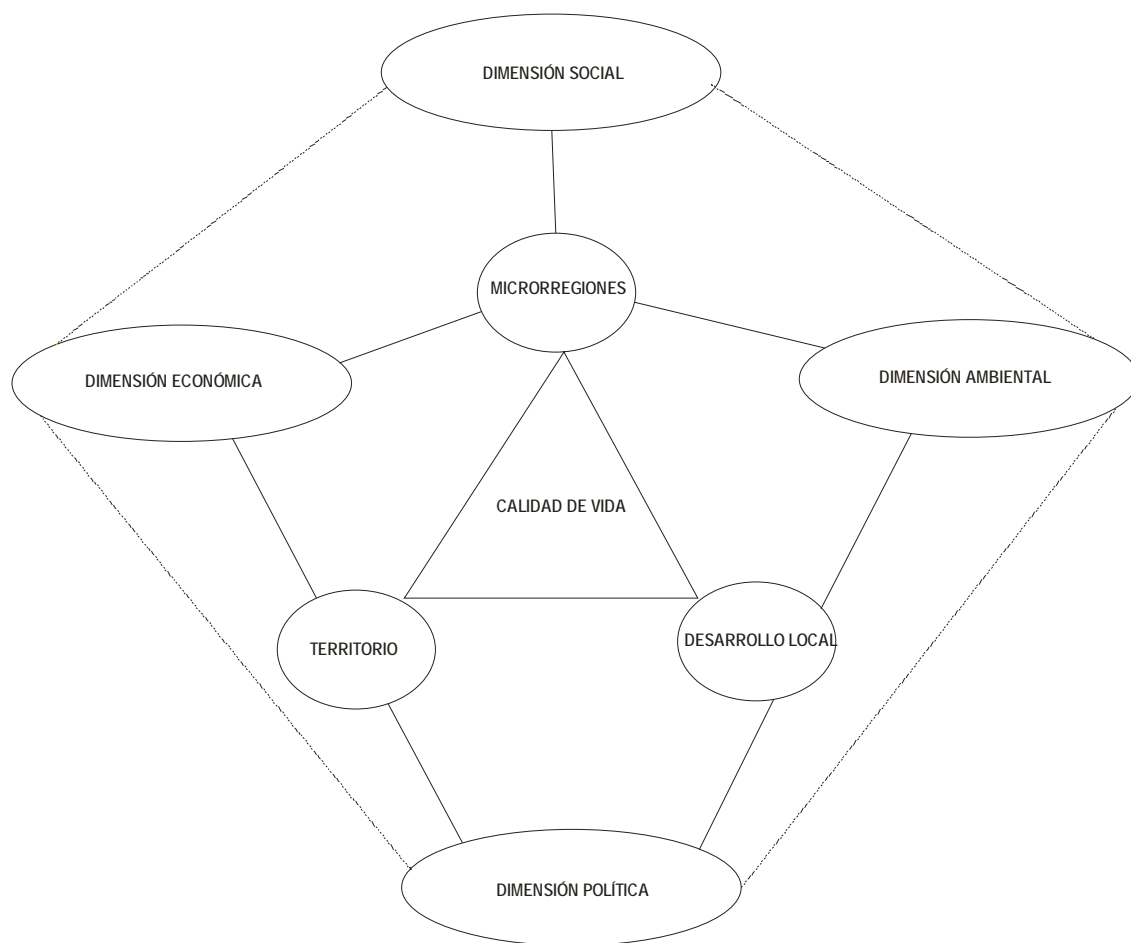 DIMENSIÓN SOCIAL
MICRORREGIONES
DIMENSIÓN ECONÓMICA
DIMENSIÓN AMBIENTAL
CALIDAD DE VIDA
TERRITORIO
DESARROLLO LOCAL
DIMENSIÓN POLÍTICA